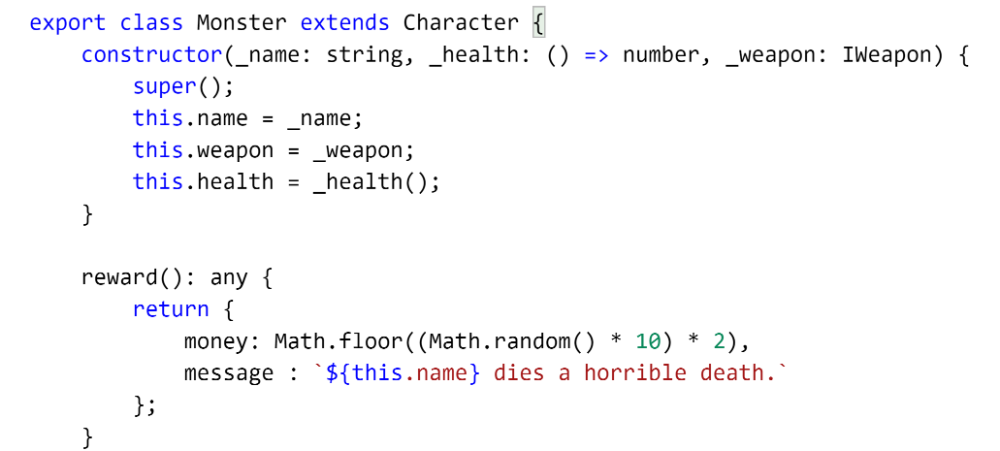 export class Monster extends Character {
    constructor(_name: string, _health: () => number, _weapon: IWeapon) {
        super();
        this.name = _name;
        this.weapon = _weapon;
        this.health = _health();
    }

    reward(): any {
        return {
            money: Math.floor((Math.random() * 10) * 2),
            message : `${this.name} dies a horrible death.`
        };
    }